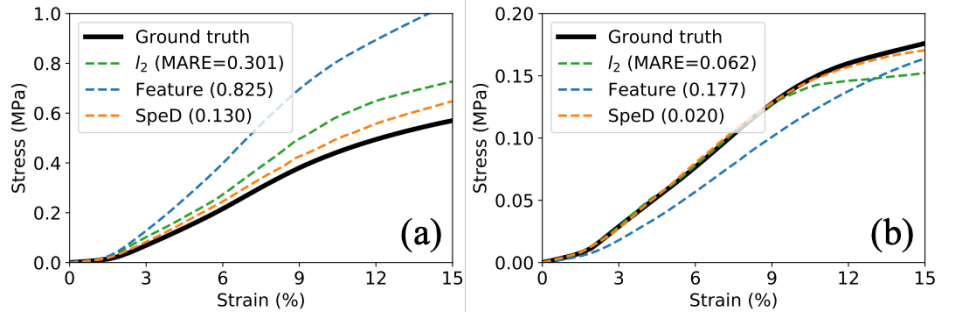 Ground truth
l₂ (MARE=0.301)
Feature (0.825)
SpeD (0.130)
Stress (MPa)
1.0
0.8
0.6
0.4
0.2
0.0
0 3 6 9 12 15
Strain (%)
(a)
Ground truth
l₂ (MARE=0.062)
Feature (0.177)
SpeD (0.020)
Stress (MPa)
0.20
0.15
0.10
0.05
0.00
0 3 6 9 12 15
Strain (%)
(b)